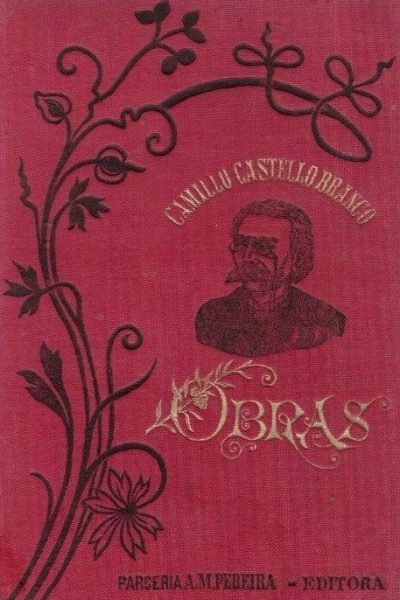 CAMILLO CASTELLO BRANCO
OBRAS
PARCERIA A. M. PEREIRA - EDITORA